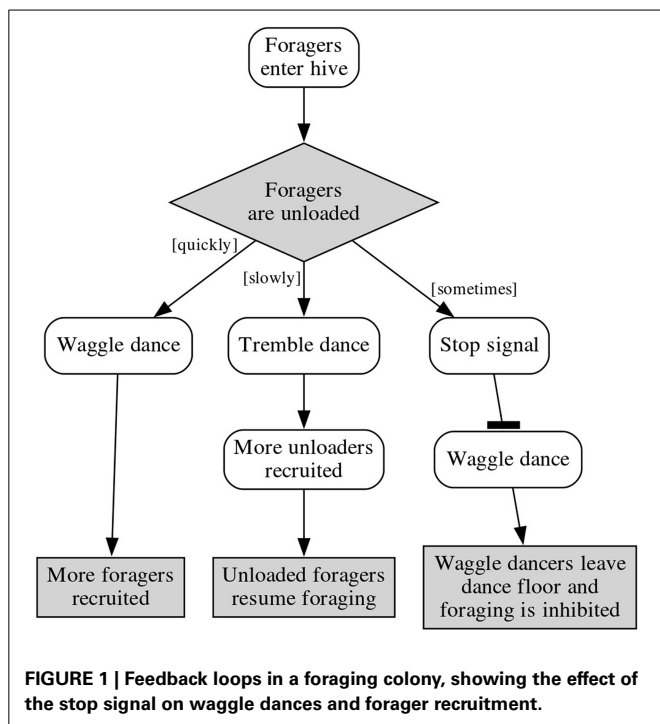 Foragers
enter hive
Foragers
are unloaded
[quickly]
[slowly]
[sometimes]
Waggle dance
Tremble dance
Stop signal
More unloaders
recruited
Waggle dance
More foragers
recruited
Unloaded foragers
resume foraging
Waggle dancers leave
dance floor and
foraging is inhibited
FIGURE 1 | Feedback loops in a foraging colony, showing the effect of
the stop signal on waggle dances and forager recruitment.